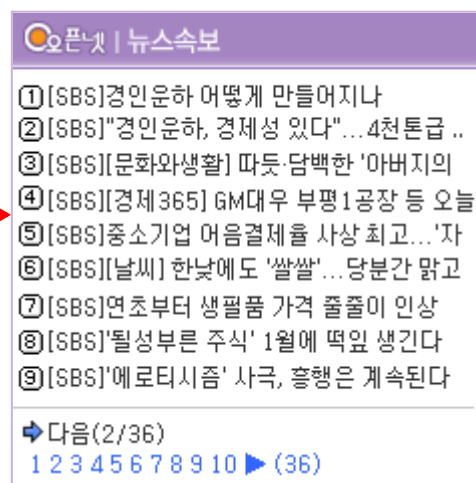 오픈넷 | 뉴스속보
1[SBS]경인운하 어떻게 만들어지나
2[SBS]"경인운하, 경제성 있다"...4천톤급 ..
3[SBS][문화와생활] 따듯·담백한 '아버지의
4[SBS][경제365] GM대우 부평1공장 등 오늘
5[SBS]중소기업 어음결제율 사상 최고...'자
6[SBS][날씨] 한낮에도 '쌀쌀'...당분간 맑고
7[SBS]연초부터 생필품 가격 줄줄이 인상
8[SBS]'될성부른 주식' 1월에 떡잎 생긴다
9[SBS]'에로티시즘' 사극, 흥행은 계속된다
다음(2/36)
1 2 3 4 5 6 7 8 9 10 ▶ (36)